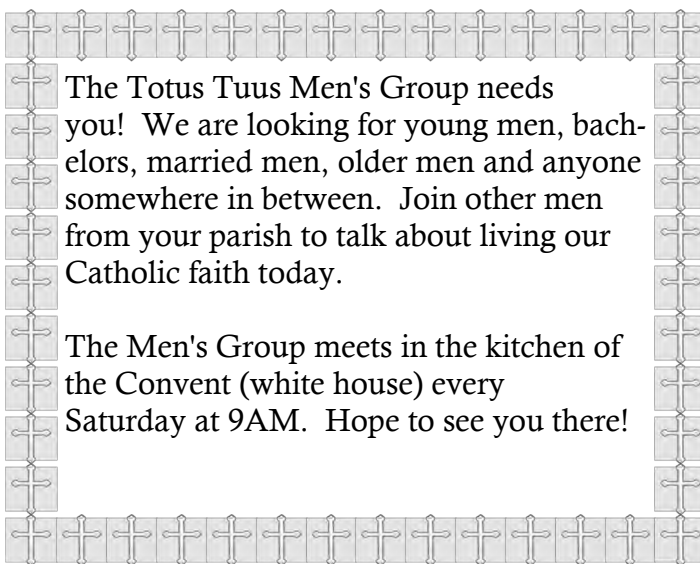 The Totus Tuus Men's Group needs
you!  We are looking for young men, bach-
elors, married men, older men and anyone
somewhere in between.  Join other men
from your parish to talk about living our
Catholic faith today.

The Men's Group meets in the kitchen of
the Convent (white house) every
Saturday at 9AM.  Hope to see you there!